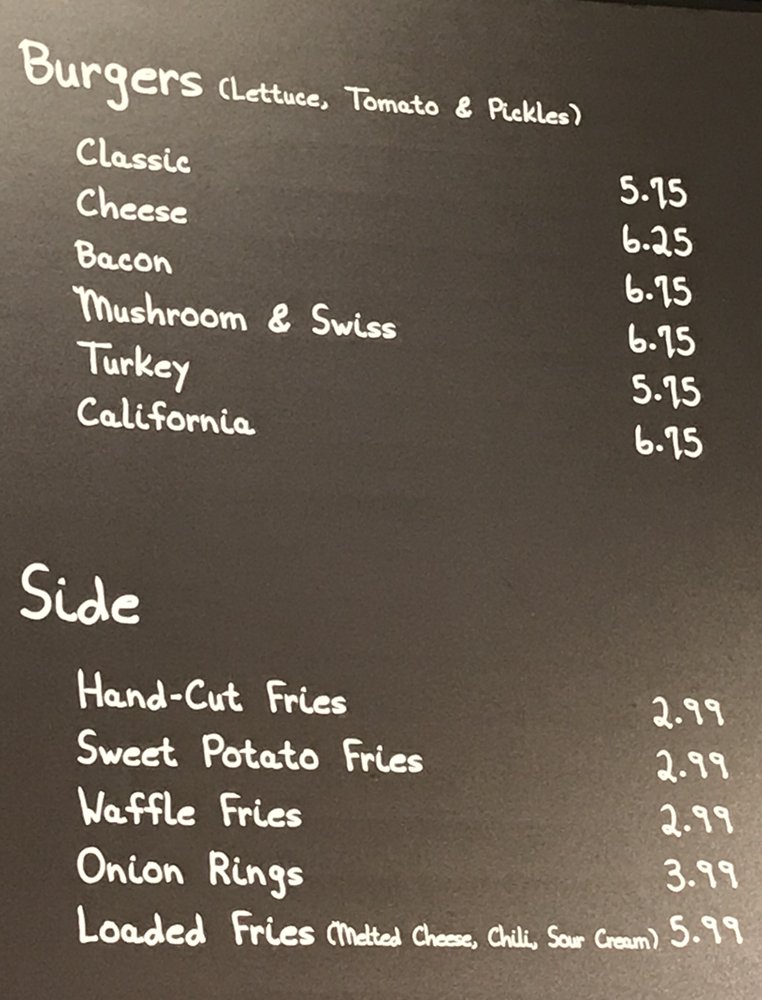 Burgers (Lettuce, Tomato & Pickles)
Classic 5.75
Cheese 6.25
Bacon 6.75
Mushroom & Swiss 6.75
Turkey 5.75
California 6.75
Side
Hand-Cut Fries 2.99
Sweet Potato Fries 2.99
Waffle Fries 2.99
Onion Rings 3.99
Loaded Fries (Melted Cheese, Chili, Sour Cream) 5.99